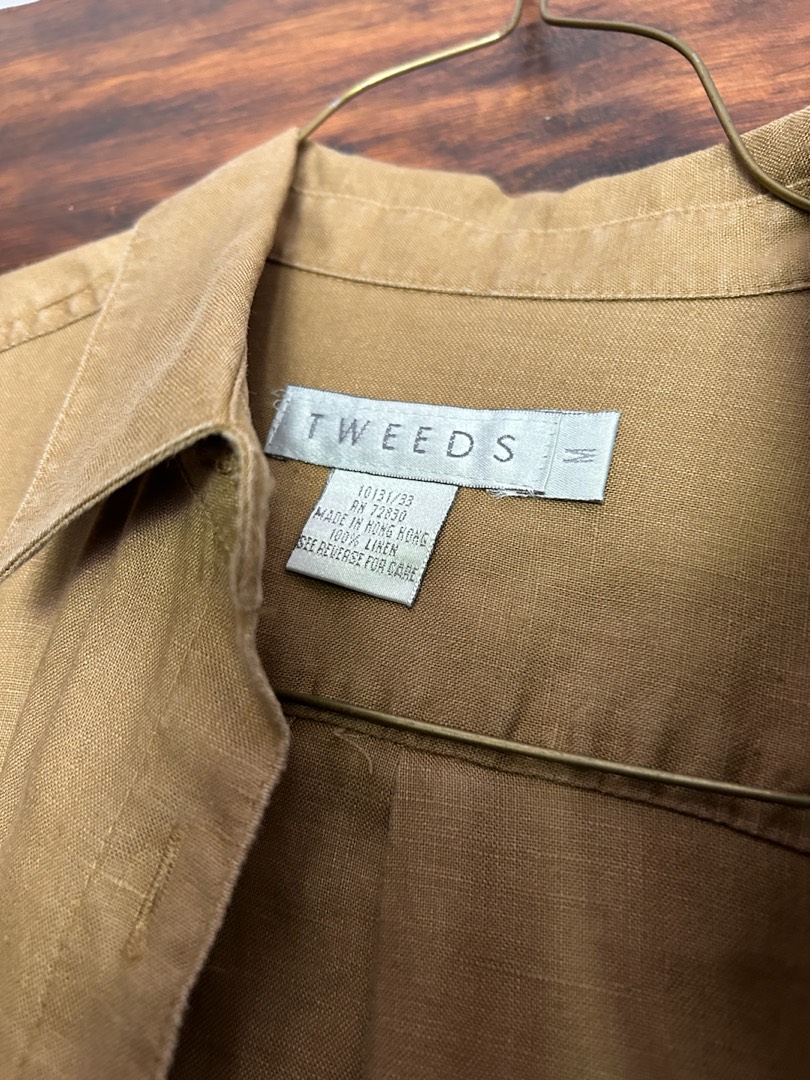 TWEEDS
M
10131/33
RN 72830
MADE IN HONG KONG
100% LINEN
SEE REVERSE FOR CARE